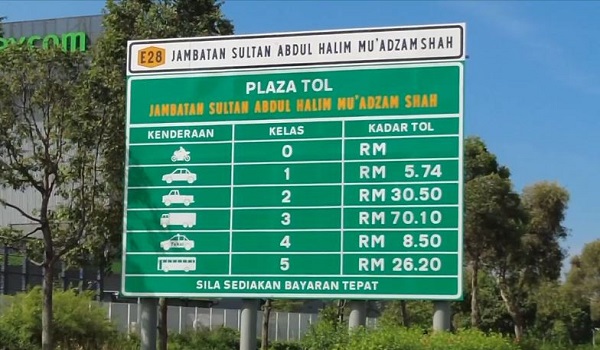 E28 JAMBATAN SULTAN ABDUL HALIM MU'ADZAM SHAH
PLAZA TOL
JAMBATAN SULTAN ABDUL HALIM MU'ADZAM SHAH
KENDERAAN KELAS KADAR TOL
0 RM
1 RM 5.74
2 RM 30.50
3 RM 70.10
4 RM 8.50
5 RM 26.20
SILA SEDIAKAN BAYARAN TEPAT